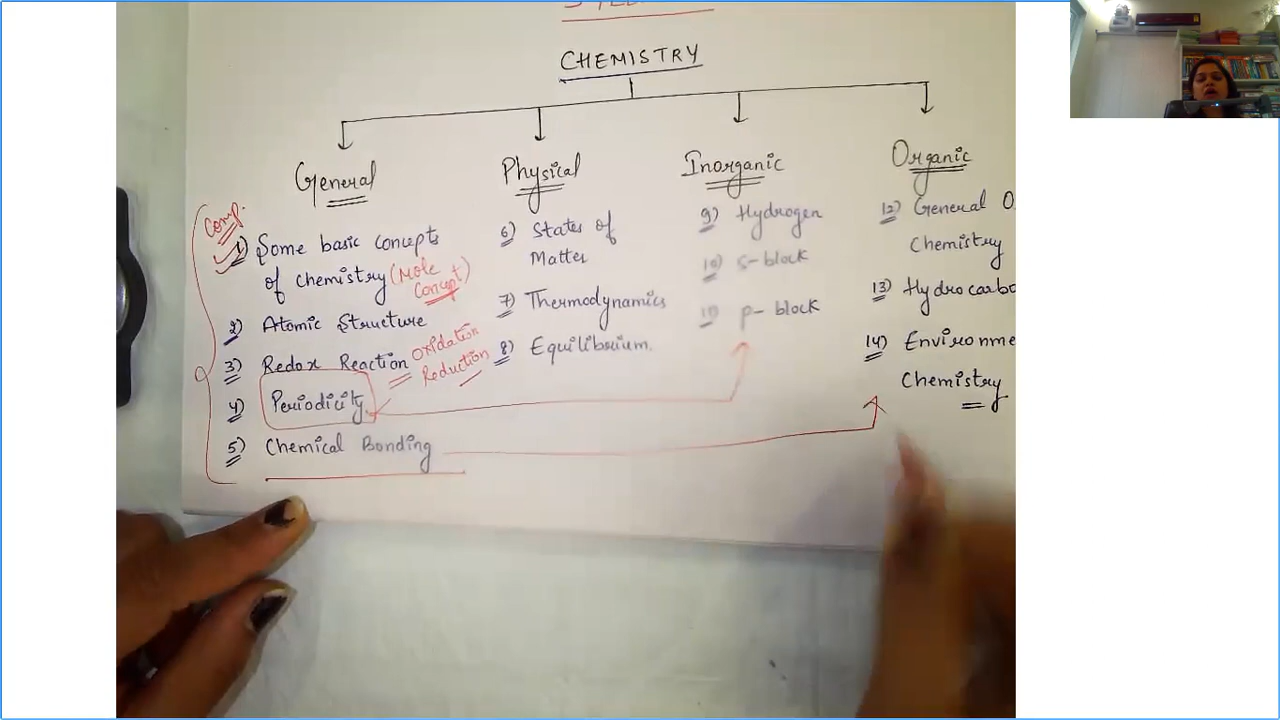 CHEMISTRY
General
Comp.
1) Some basic concepts
of chemistry (Mole
Concept)
2) Atomic Structure
3) Redox Reaction Oxidation
Reduction
4) Periodicity
5) Chemical Bonding
Physical
6) States of
Matter
7) Thermodynamics
8) Equilibrium.
Inorganic
9) Hydrogen
10) s-block
11) p-block
Organic
12) General O
Chemistry
13) Hydrocarbo
14) Environme
Chemistry